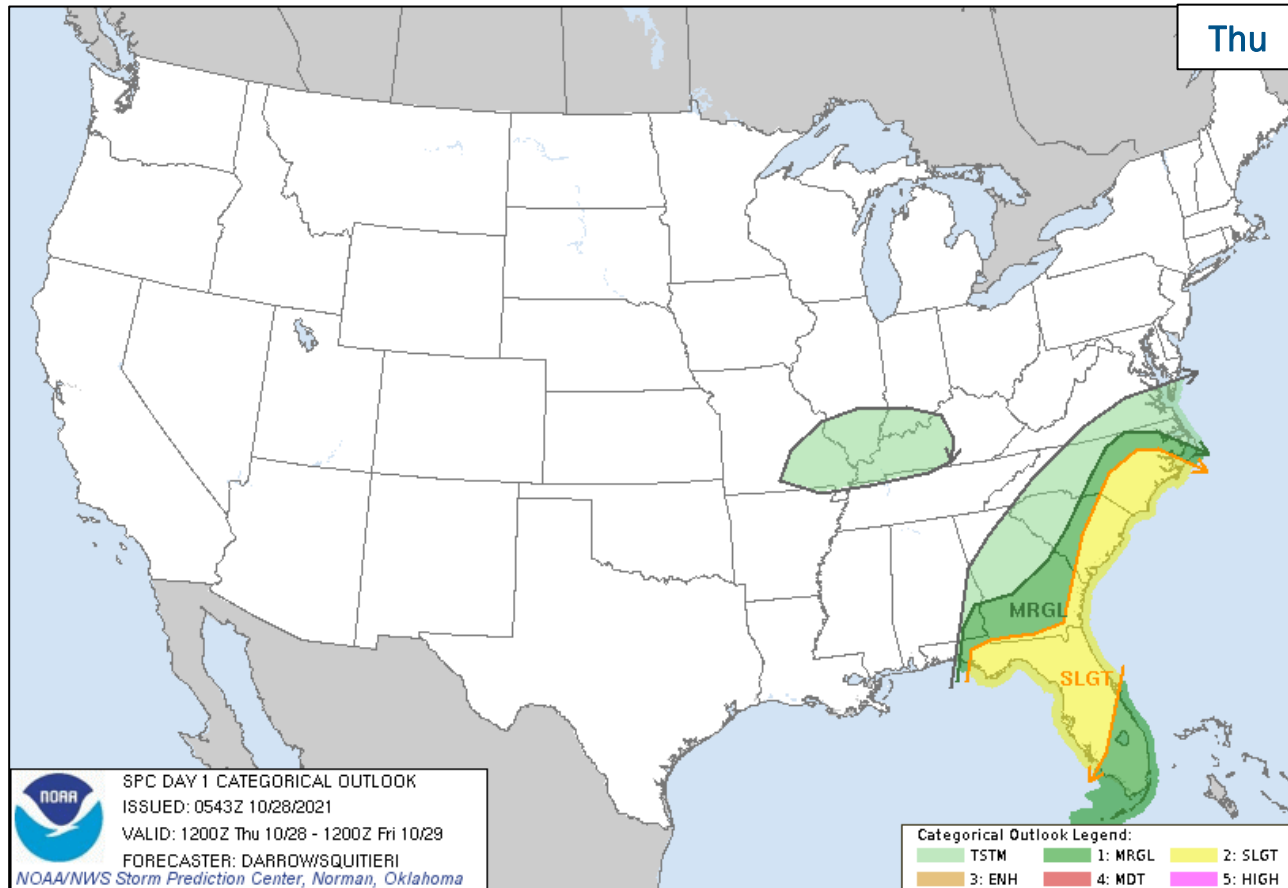 Thu
MRGL
SLGT
NOAA
SPC DAY 1 CATEGORICAL OUTLOOK
ISSUED: 0543Z 10/28/2021
VALID: 1200Z Thu 10/28 - 1200Z Fri 10/29
FORECASTER: DARROW/SQUITIERI
NOAA/NWS Storm Prediction Center, Norman, Oklahoma
Categorical Outlook Legend:
TSTM 1: MRGL 2: SLGT
3: ENH 4: MDT 5: HIGH